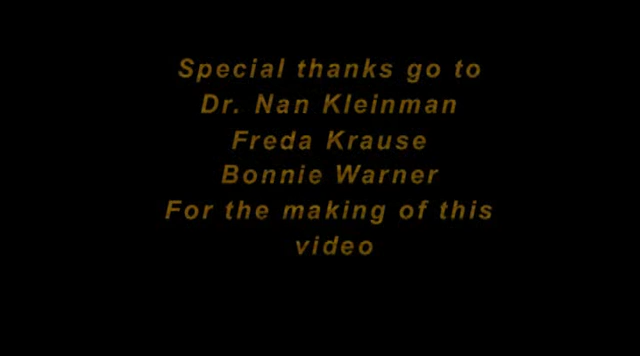 Special thanks go to
Dr. Nan Kleinman
Freda Krause
Bonnie Warner
For the making of this
video